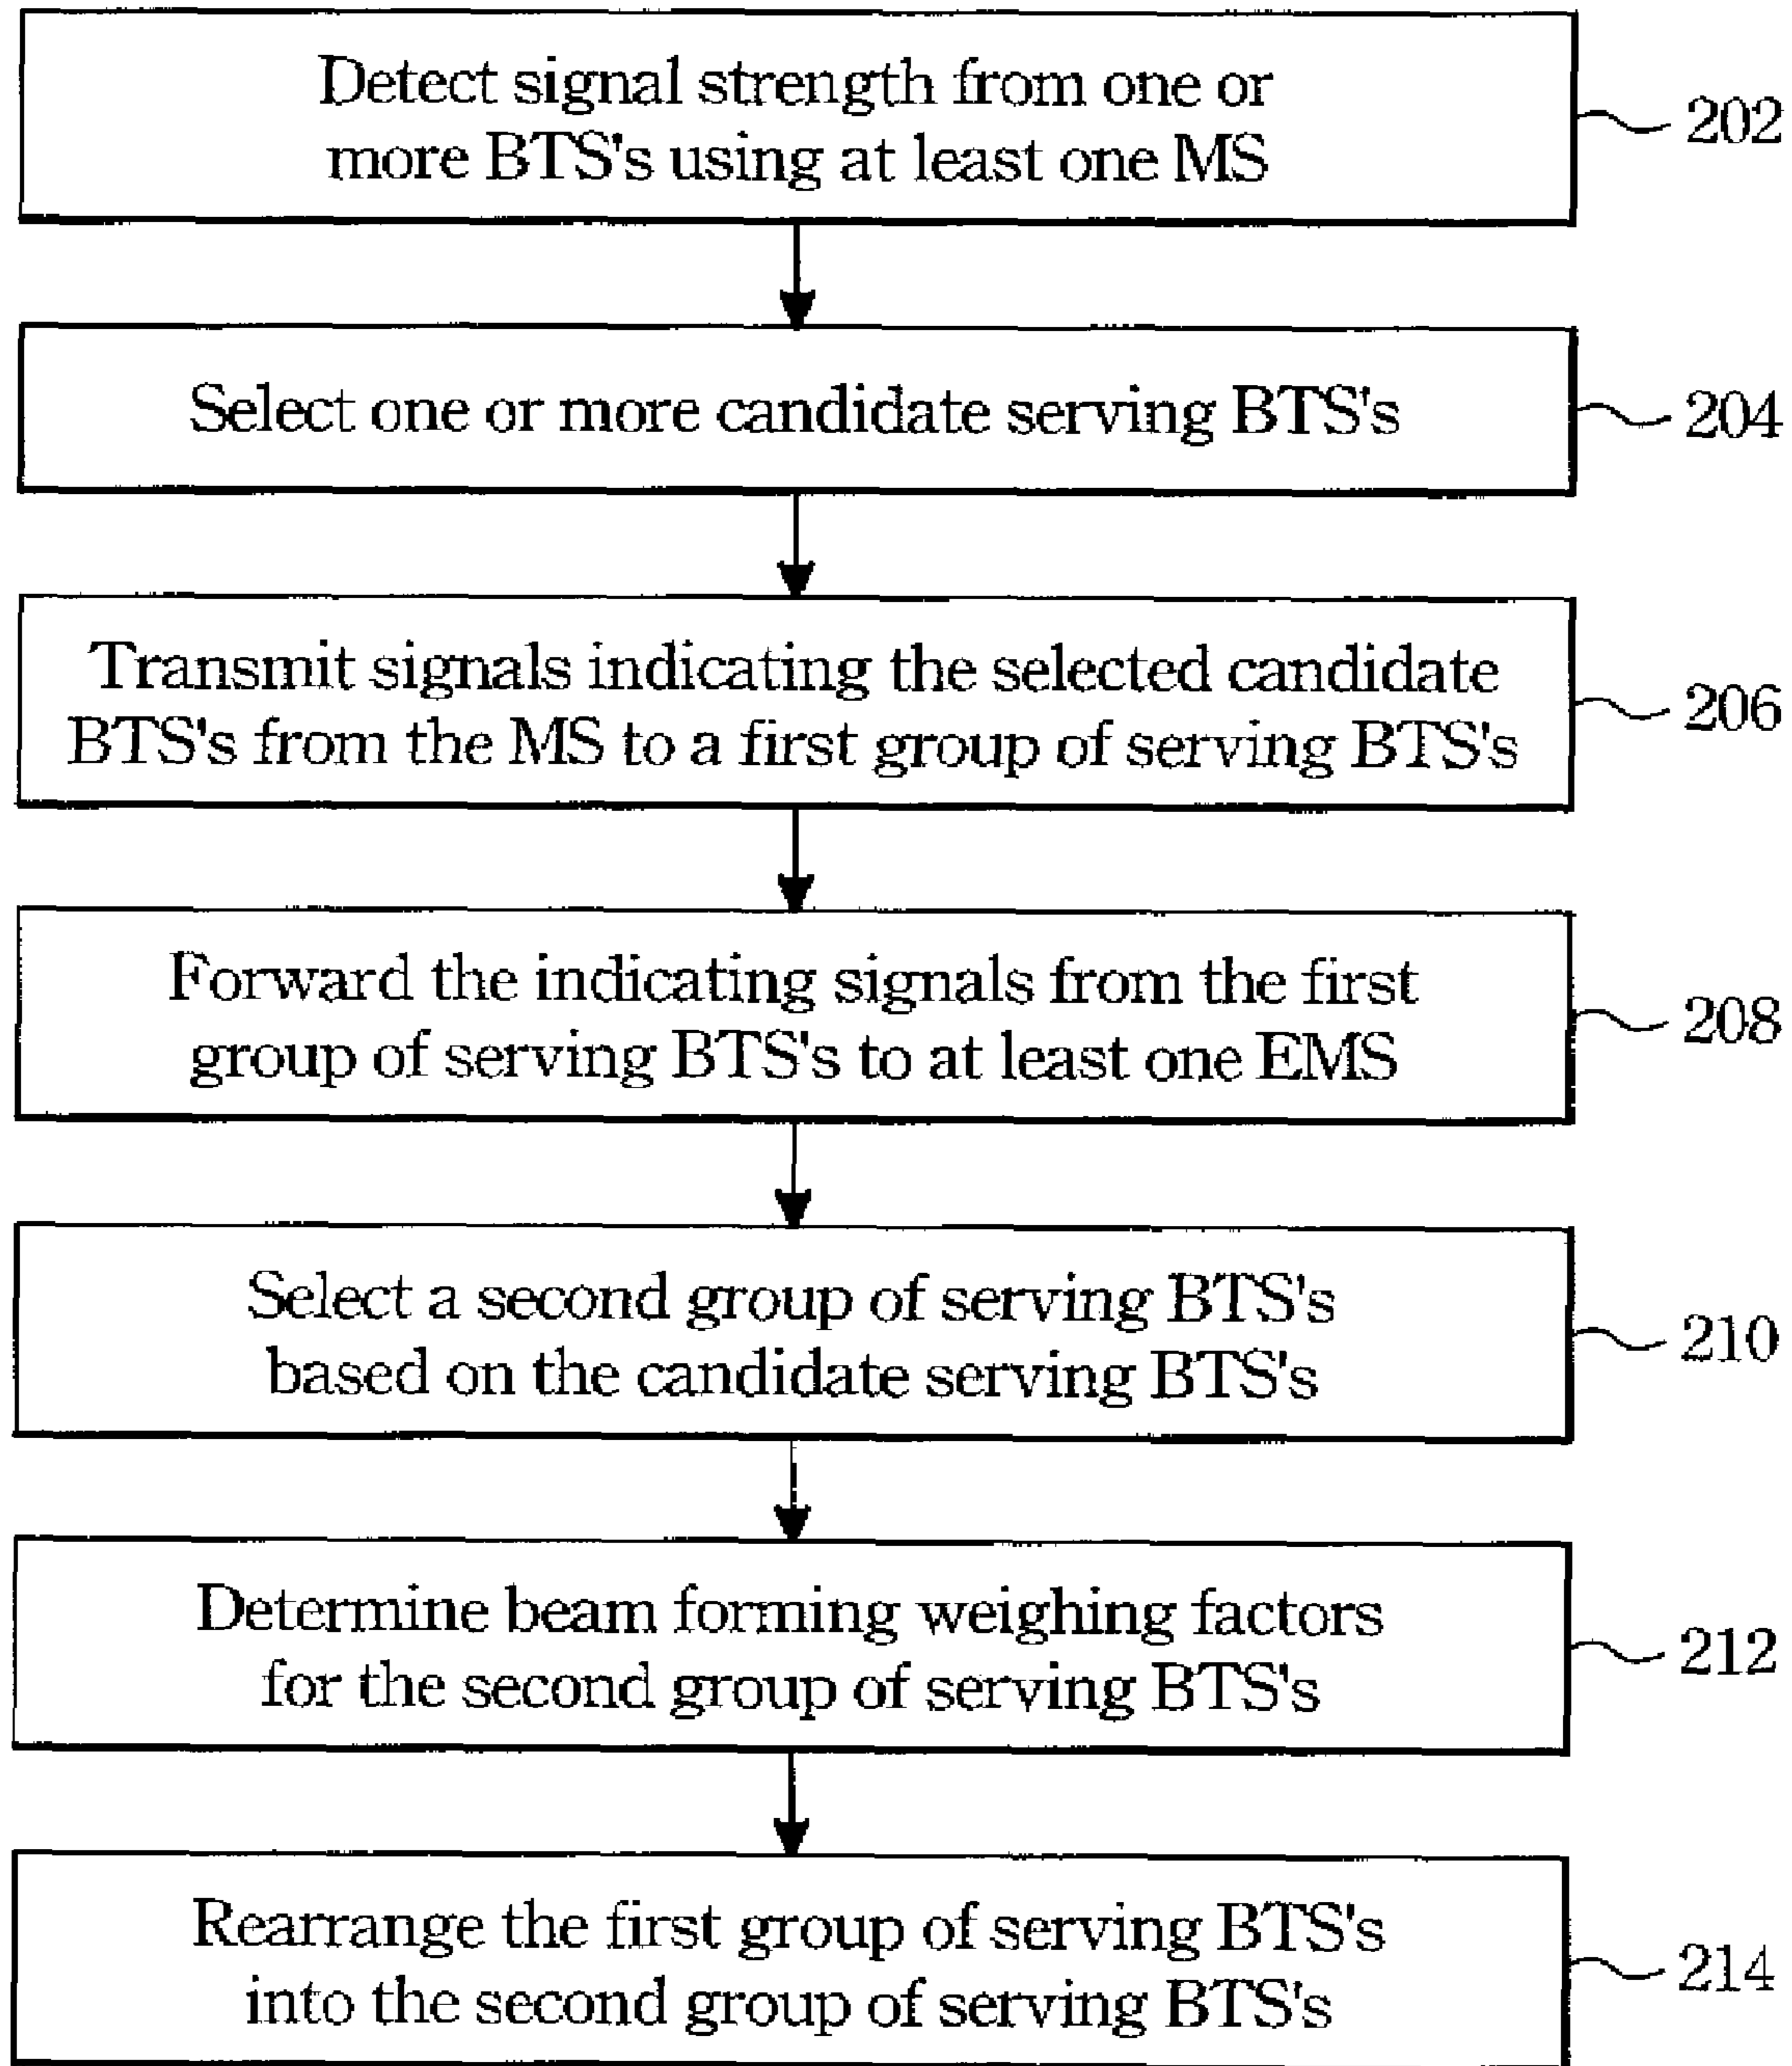 Detect signal strength from one or
more BTS's using at least one MS
202
Select one or more candidate serving BTS's
204
Transmit signals indicating the selected candidate
BTS's from the MS to a first group of serving BTS's
206
Forward the indicating signals from the first
group of serving BTS's to at least one EMS
208
Select a second group of serving BTS's
based on the candidate serving BTS's
210
Determine beam forming weighing factors
for the second group of serving BTS's
212
Rearrange the first group of serving BTS's
into the second group of serving BTS's
214